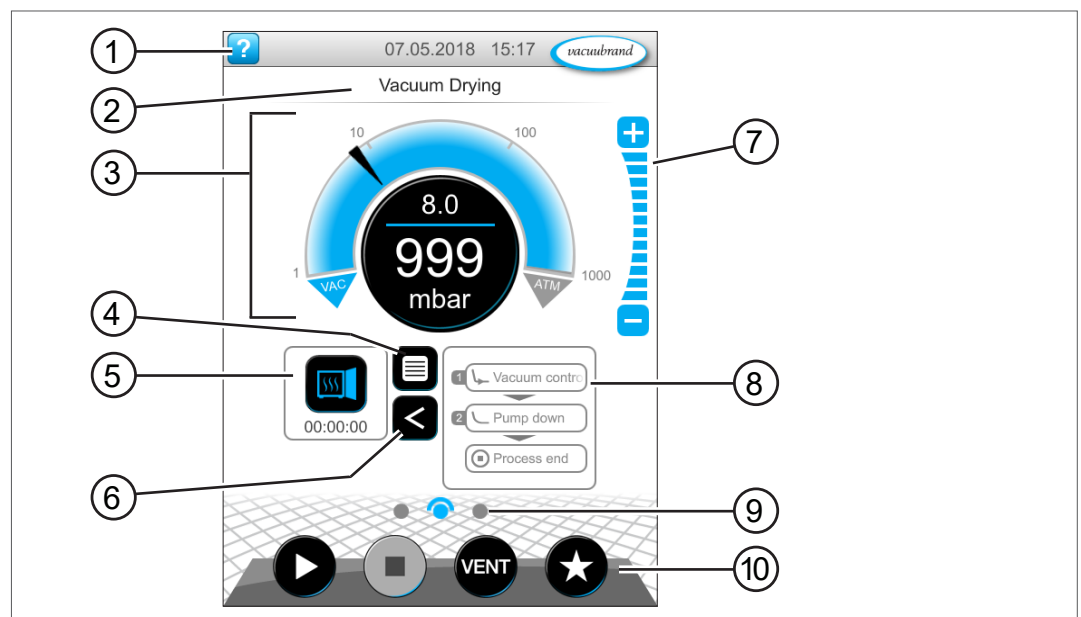 1
?
07.05.2018 15:17
vacuubrand
2
Vacuum Drying
3
10
100
+
7
8.0
999
mbar
1
1000
VAC
ATM
−
4
5
00:00:00
<
6
1 Vacuum contro
2 Pump down
Process end
8
9
VENT
10